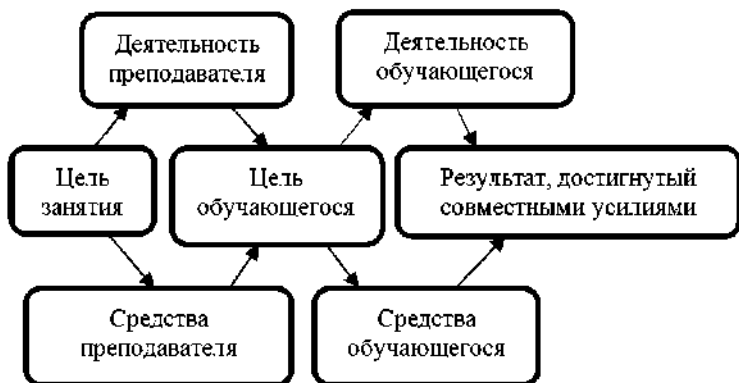 Деятельность
преподавателя
Деятельность
обучающегося
Цель
занятия
Цель
обучающегося
Результат, достигнутый
совместными усилиями
Средства
преподавателя
Средства
обучающегося